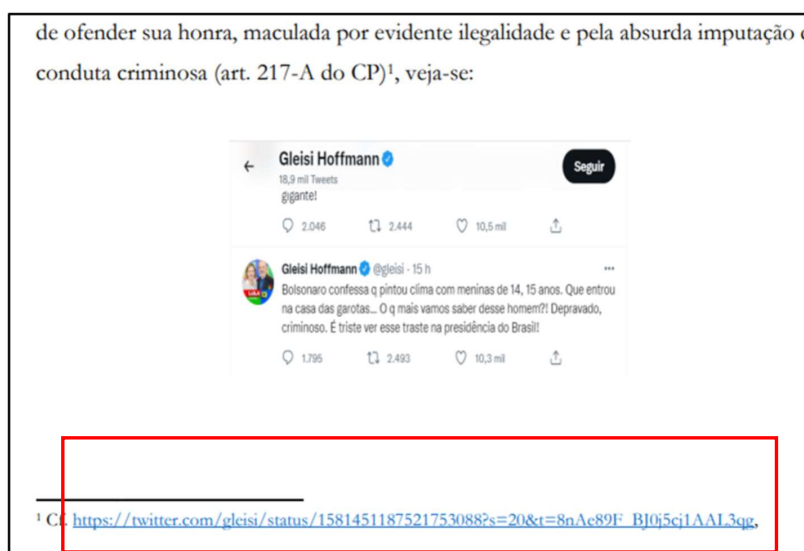 de ofender sua honra, maculada por evidente ilegalidade e pela absurda imputação
conduta criminosa (art. 217-A do CP)¹, veja-se:
Gleisi Hoffmann
Seguir
18,9 mil Tweets
gigante!
2.046 2.444 10,5 mil
Gleisi Hoffmann @gleisi · 15 h
Bolsonaro confessa q pintou clima com meninas de 14, 15 anos. Que entrou
na casa das garotas... O q mais vamos saber desse homem?! Depravado,
criminoso. É triste ver esse traste na presidência do Brasil!
1.795 2.493 10,3 mil
¹ Cf. https://twitter.com/gleisi/status/1581451187521753088?s=20&t=8nAe89F_BJ0j5cj1AAL3qg,